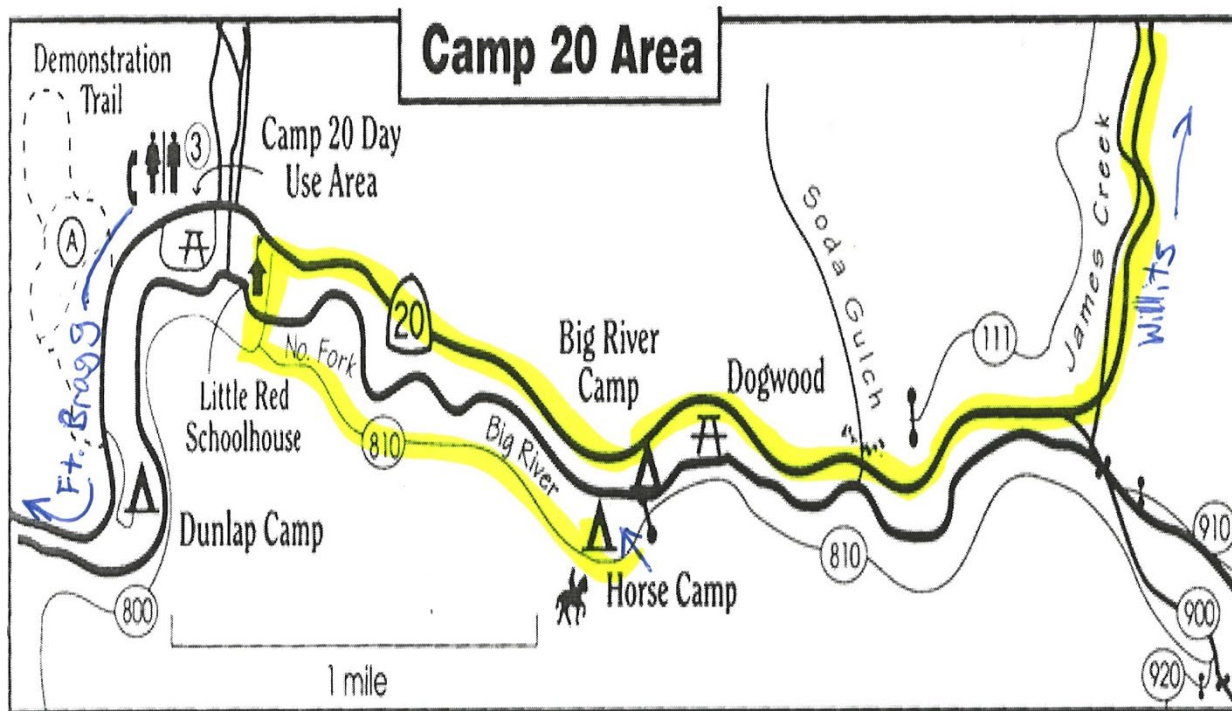 Camp 20 Area
Demonstration
Trail
3
Camp 20 Day
Use Area
A
Ft. Bragg
20
No. Fork
Big River
Little Red
Schoolhouse
810
Dunlap Camp
800
Big River
Camp
Dogwood
Soda Gulch
111
James Creek
Willits
Horse Camp
810
910
900
920
1 mile